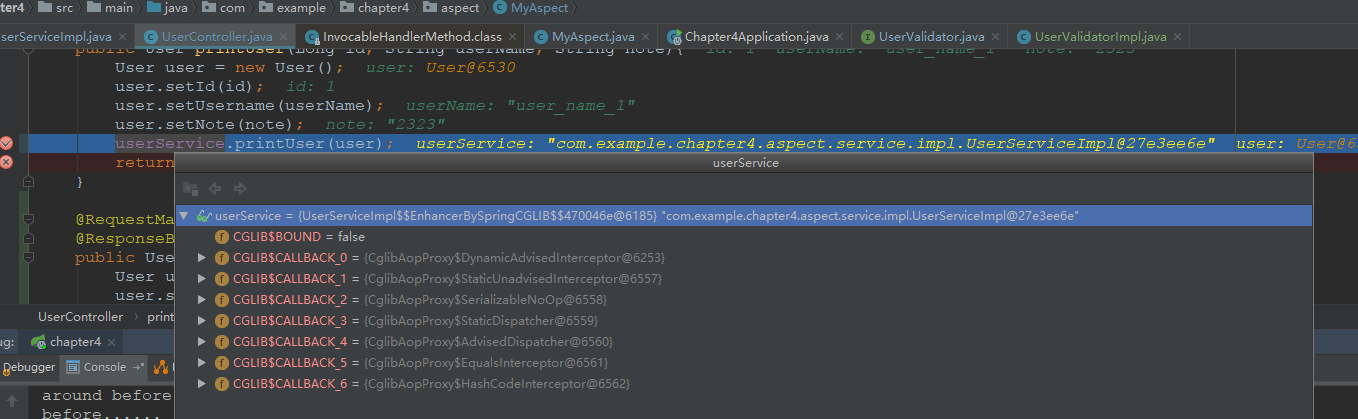 ter4 src main java com example chapter4 aspect MyAspect
serServiceImpl.java UserController.java InvocableHandlerMethod.class MyAspect.java Chapter4Application.java UserValidator.java UserValidatorImpl.java
public User printUser(Long id, String userName, String note){ id: 1 userName: "user_name_1" note: "2323"
User user = new User(); user: User@6530
user.setId(id); id: 1
user.setUsername(userName); userName: "user_name_1"
user.setNote(note); note: "2323"
userService.printUser(user); userService: "com.example.chapter4.aspect.service.impl.UserServiceImpl@27e3ee6e" user: User@6
return
userService
}
userService = {UserServiceImpl$$EnhancerBySpringCGLIB$$470046e@6185} "com.example.chapter4.aspect.service.impl.UserServiceImpl@27e3ee6e"
@RequestMa
CGLIB$BOUND = false
@ResponseB
public Use
CGLIB$CALLBACK_0 = {CglibAopProxy$DynamicAdvisedInterceptor@6253}
User u
CGLIB$CALLBACK_1 = {CglibAopProxy$StaticUnadvisedInterceptor@6557}
user.s
CGLIB$CALLBACK_2 = {CglibAopProxy$SerializableNoOp@6558}
UserController print
CGLIB$CALLBACK_3 = {CglibAopProxy$StaticDispatcher@6559}
ug: chapter4
CGLIB$CALLBACK_4 = {CglibAopProxy$AdvisedDispatcher@6560}
Debugger Console
CGLIB$CALLBACK_5 = {CglibAopProxy$EqualsInterceptor@6561}
around before
CGLIB$CALLBACK_6 = {CglibAopProxy$HashCodeInterceptor@6562}
before......